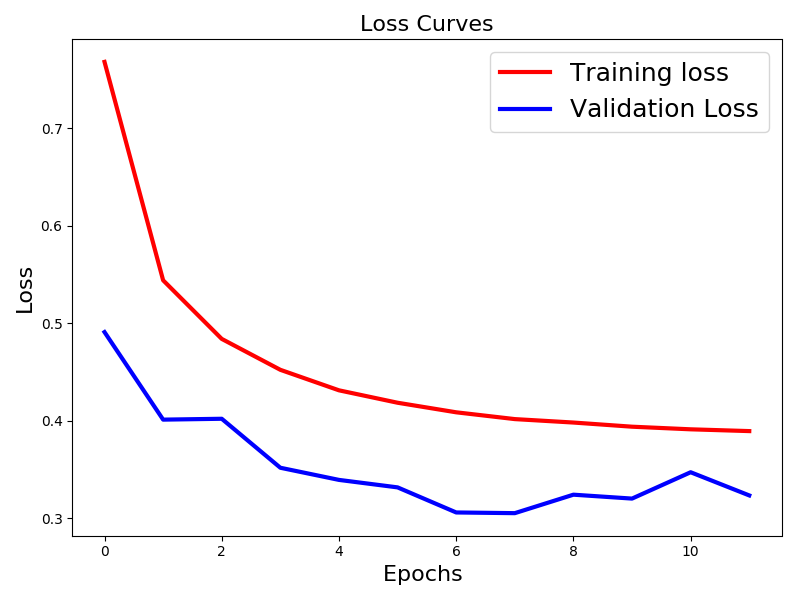 Loss Curves
Training loss
Validation Loss
0.7
0.6
0.5
0.4
0.3
Loss
0
2
4
6
8
10
Epochs